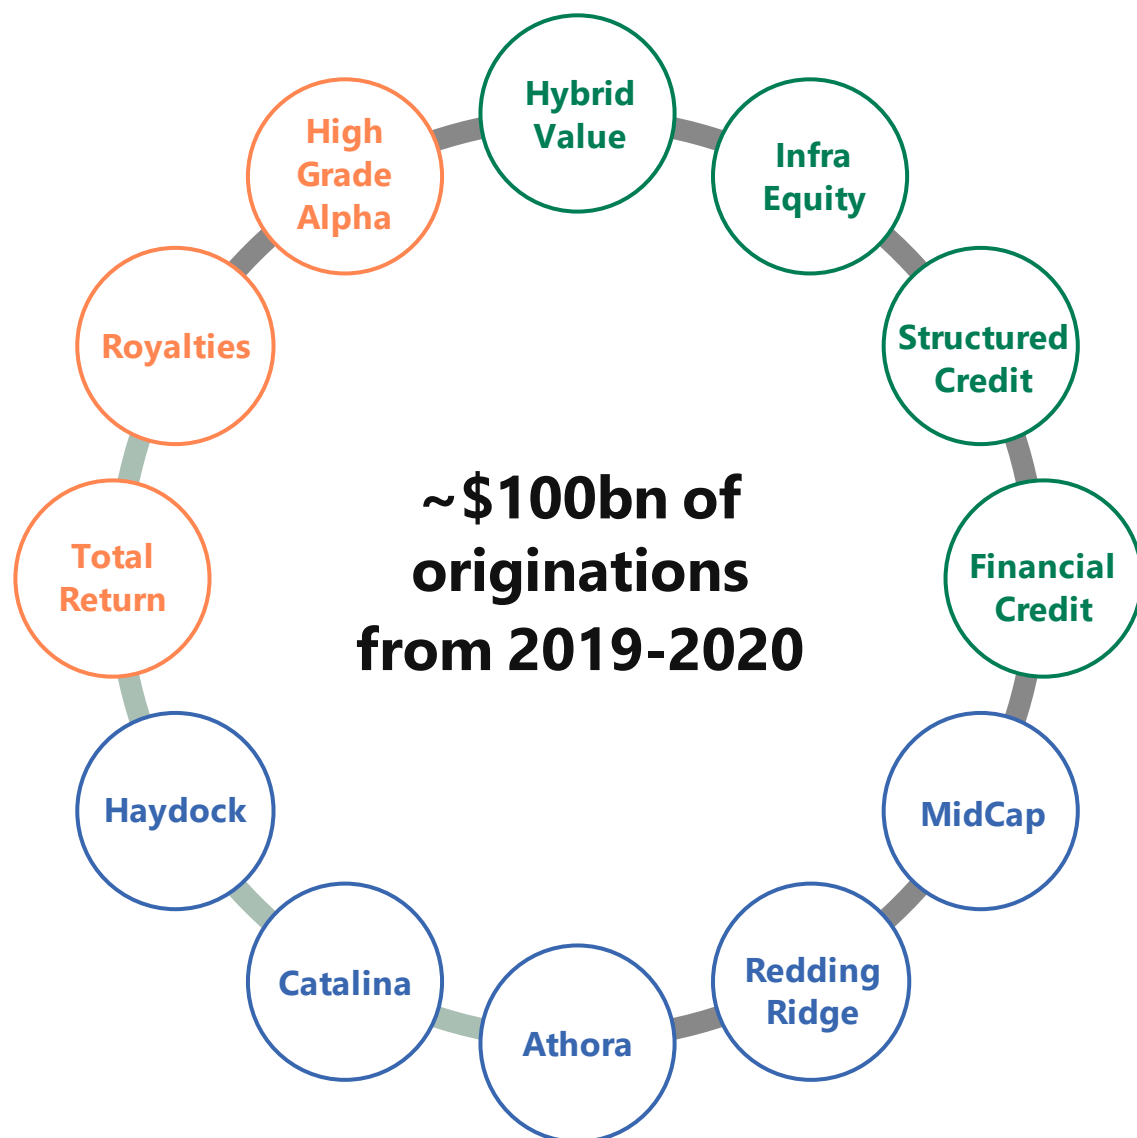 Hybrid
Value
Infra
Equity
Structured
Credit
Financial
Credit
MidCap
Redding
Ridge
Athora
Catalina
Haydock
Total
Return
Royalties
High
Grade
Alpha
~$100bn of
originations
from 2019-2020